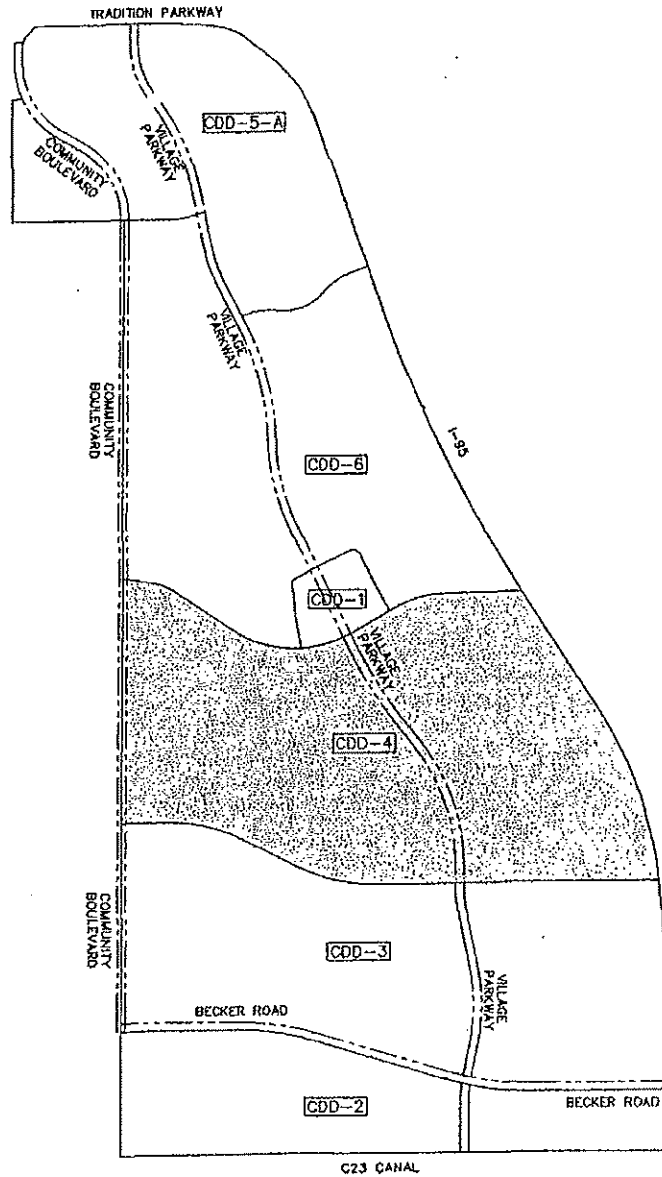 TRADITION PARKWAY
CDD-5-A
VILLAGE
PARKWAY
COMMUNITY
BOULEVARD
VILLAGE
PARKWAY
COMMUNITY
BOULEVARD
I-95
CDD-6
CDD-1
VILLAGE
PARKWAY
CDD-4
COMMUNITY
BOULEVARD
CDD-3
VILLAGE
PARKWAY
BECKER ROAD
BECKER ROAD
CDD-2
C23 CANAL